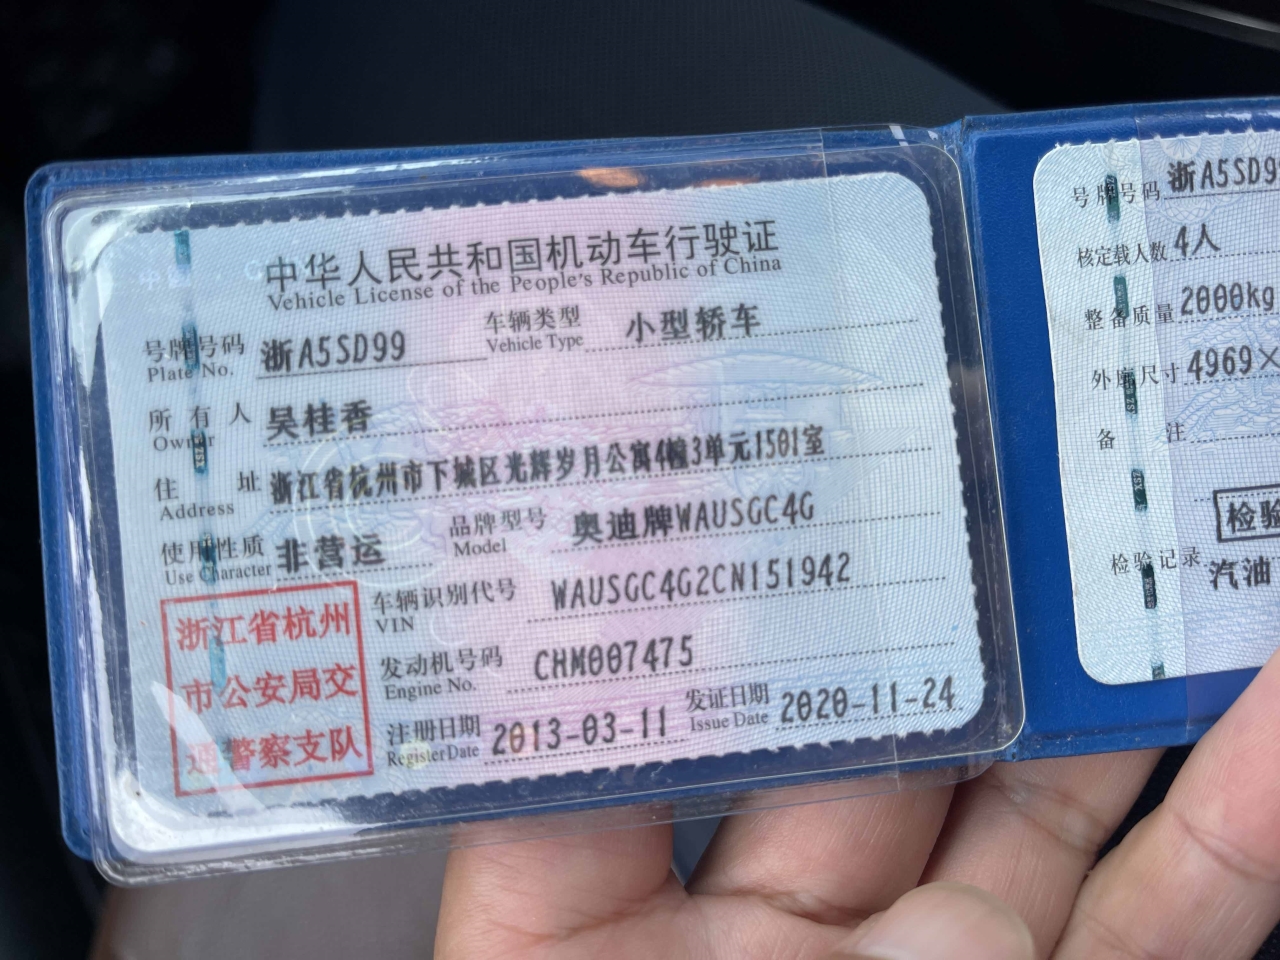 中华人民共和国机动车行驶证
Vehicle License of the People's Republic of China
号牌号码 浙A5SD99 车辆类型 小型轿车
Plate No. Vehicle Type
所有人 吴桂香
Owner
住址 浙江省杭州市下城区光辉岁月公寓4幢3单元1501室
Address
使用性质 非营运 品牌型号 奥迪牌WAUSGC4G
Use Character Model
车辆识别代号 WAUSGC4G2CN151942
VIN
发动机号码 CHM007475
Engine No.
注册日期 2013-03-11 发证日期 2020-11-24
Register Date Issue Date
浙江省杭州
市公安局交
通警察支队
号牌号码 浙A5SD9
核定载人数 4人
整备质量 2000kg
外廓尺寸 4969×
备注
检验
检验记录 汽油